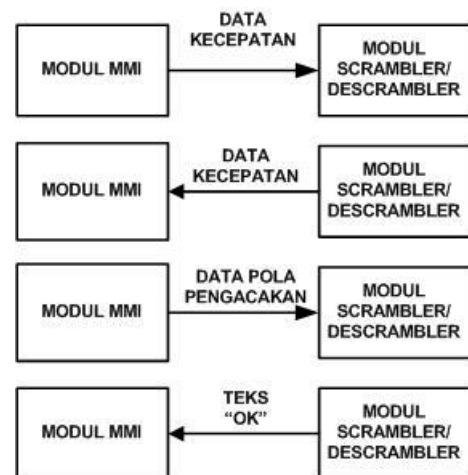 DATA
KECEPATAN
MODUL MMI
MODUL
SCRAMBLER/
DESCRAMBLER
DATA
KECEPATAN
MODUL MMI
MODUL
SCRAMBLER/
DESCRAMBLER
DATA POLA
PENGACAKAN
MODUL MMI
MODUL
SCRAMBLER/
DESCRAMBLER
TEKS
“OK”
MODUL MMI
MODUL
SCRAMBLER/
DESCRAMBLER